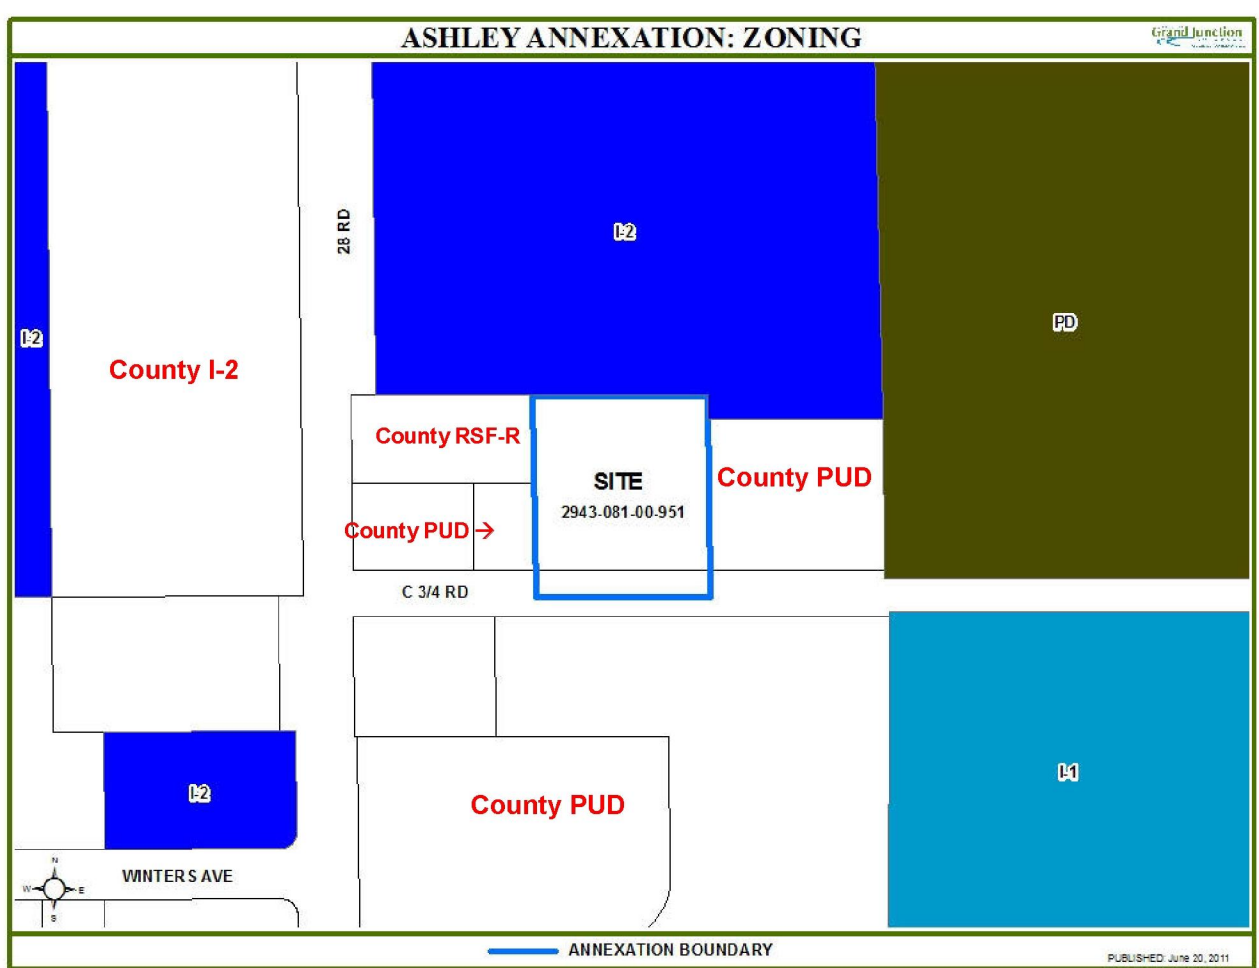 ASHLEY ANNEXATION: ZONING
Grand Junction
28 RD
I-2
PD
I-2
County I-2
County RSF-R
SITE
County PUD
2943-081-00-951
County PUD →
C 3/4 RD
I-1
I-2
County PUD
N
W
E
S
WINTERS AVE
ANNEXATION BOUNDARY
PUBLISHED: June 20, 2011